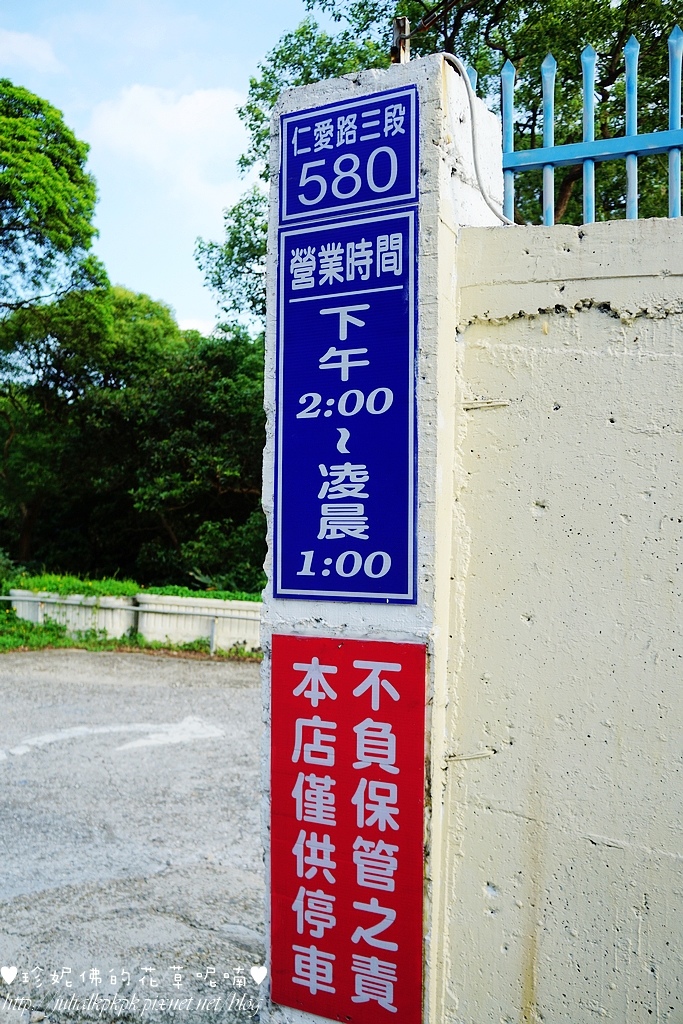 仁愛路三段
580
營業時間
下午
2:00
~
凌晨
1:00
本店僅供停車
不負保管之責
♥珍妮佛的花草呢喃♥